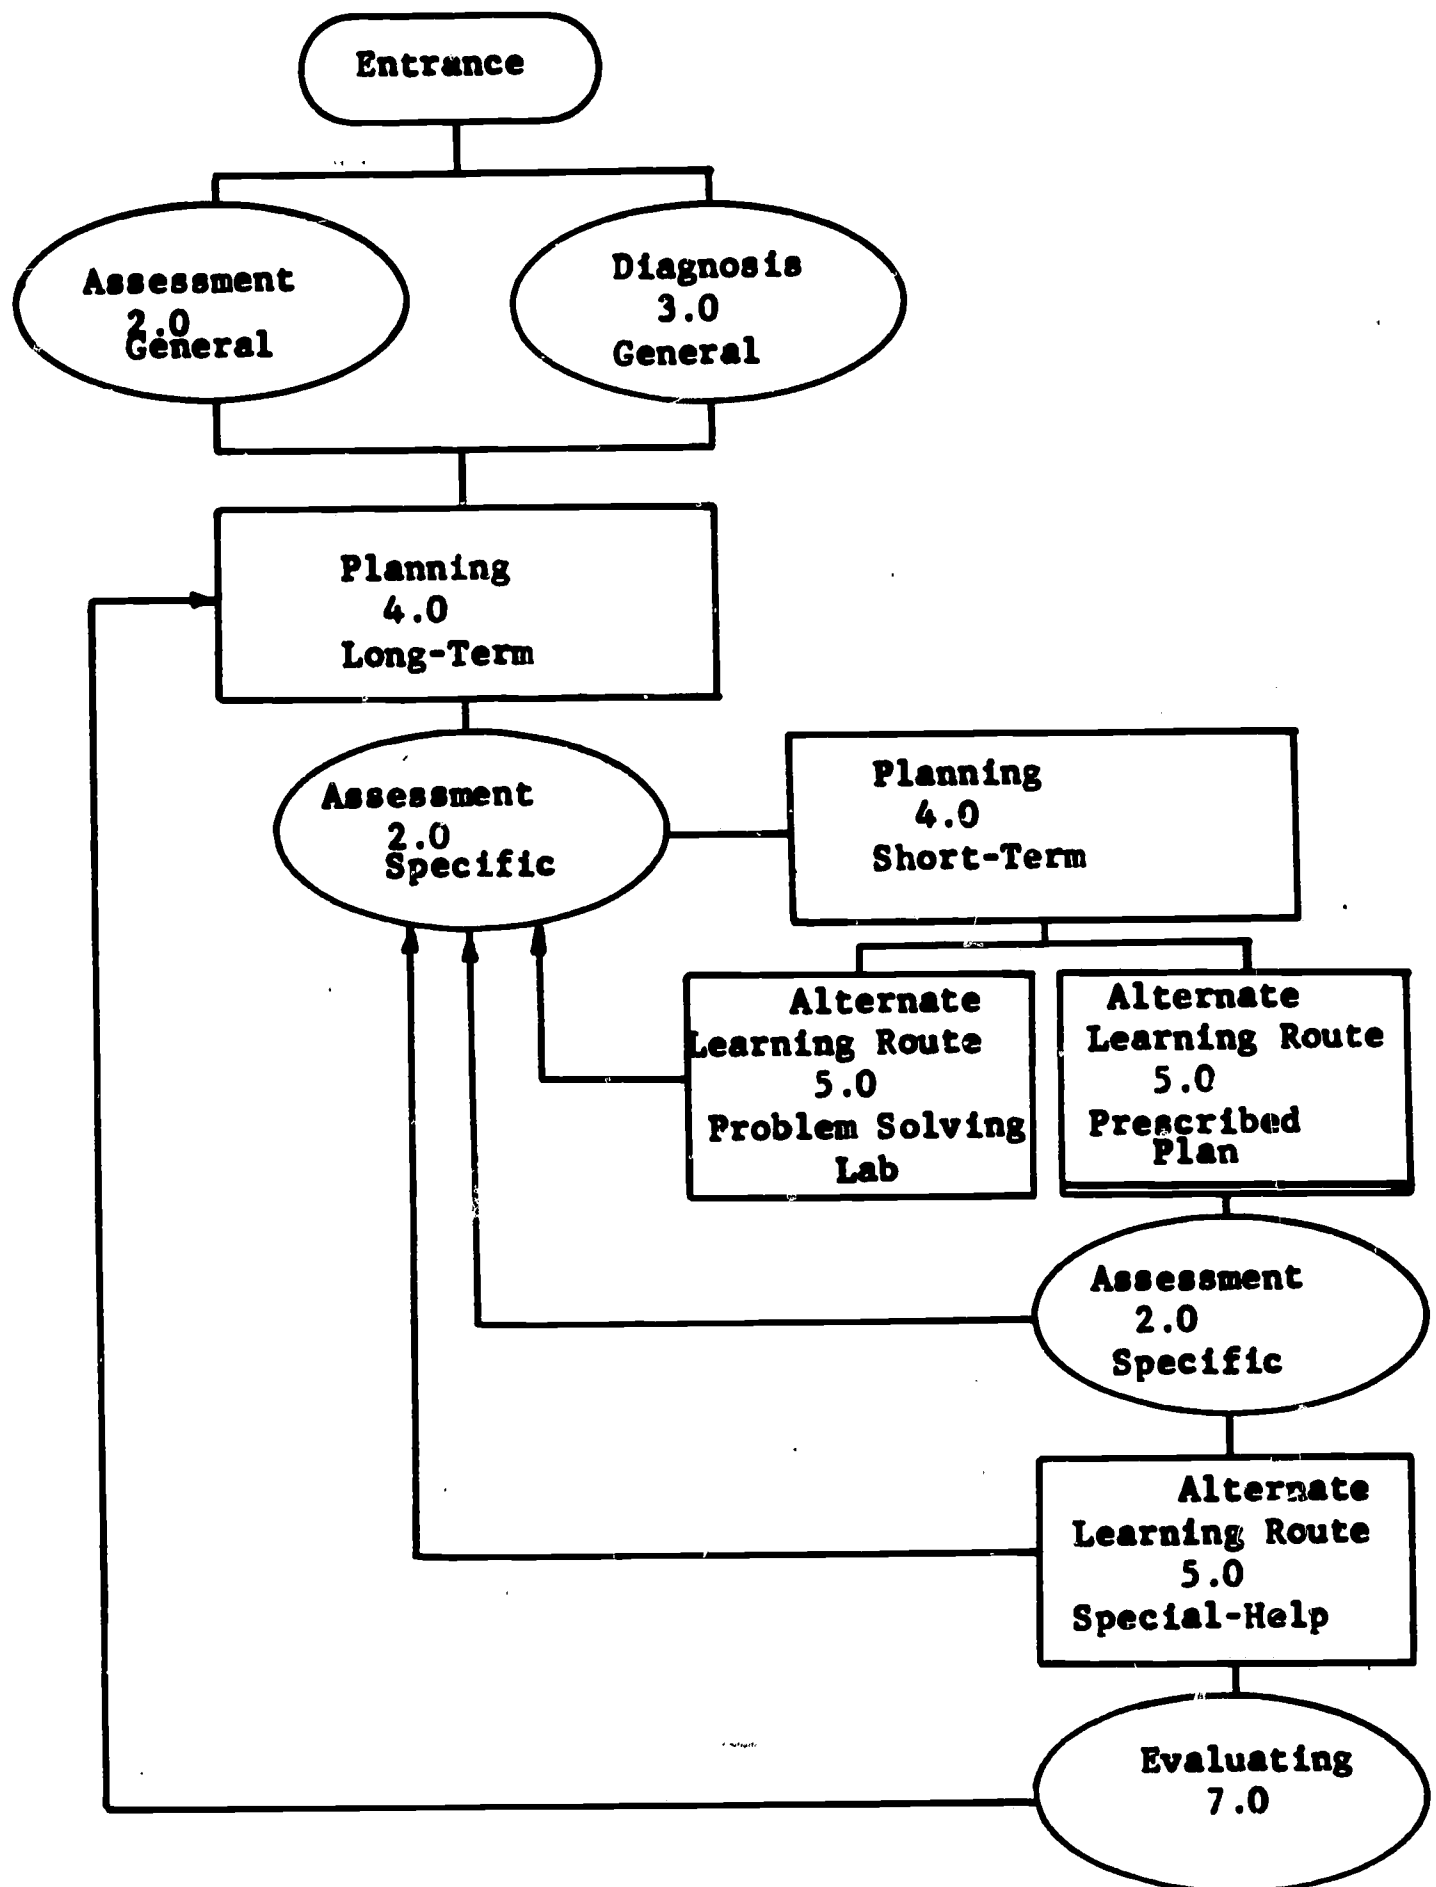 Entrance
Assessment
2.0
General
Diagnosis
3.0
General
Planning
4.0
Long-Term
Assessment
2.0
Specific
Planning
4.0
Short-Term
Alternate
Learning Route
5.0
Problem Solving
Lab
Alternate
Learning Route
5.0
Prescribed
Plan
Assessment
2.0
Specific
Alternate
Learning Route
5.0
Special-Help
Evaluating
7.0